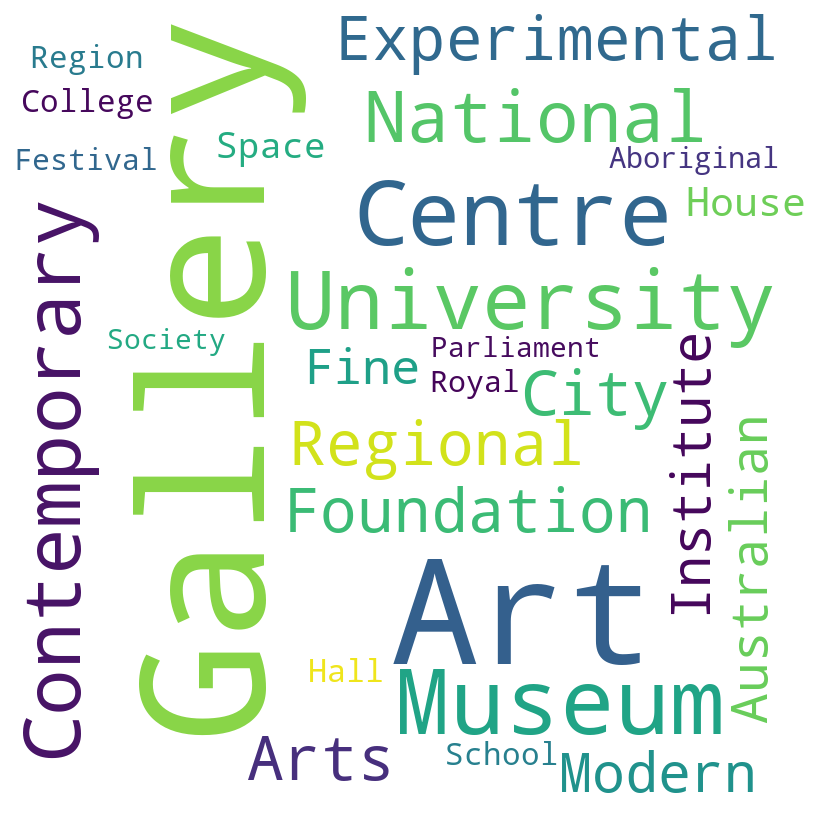 Experimental
Region
College
National
Space
Festival
Aboriginal
Centre
House
Contemporary
Gallery
University
Society
Fine
Parliament
Royal
City
Institute
Regional
Australian
Foundation
Art
Hall
Museum
Arts
School
Modern